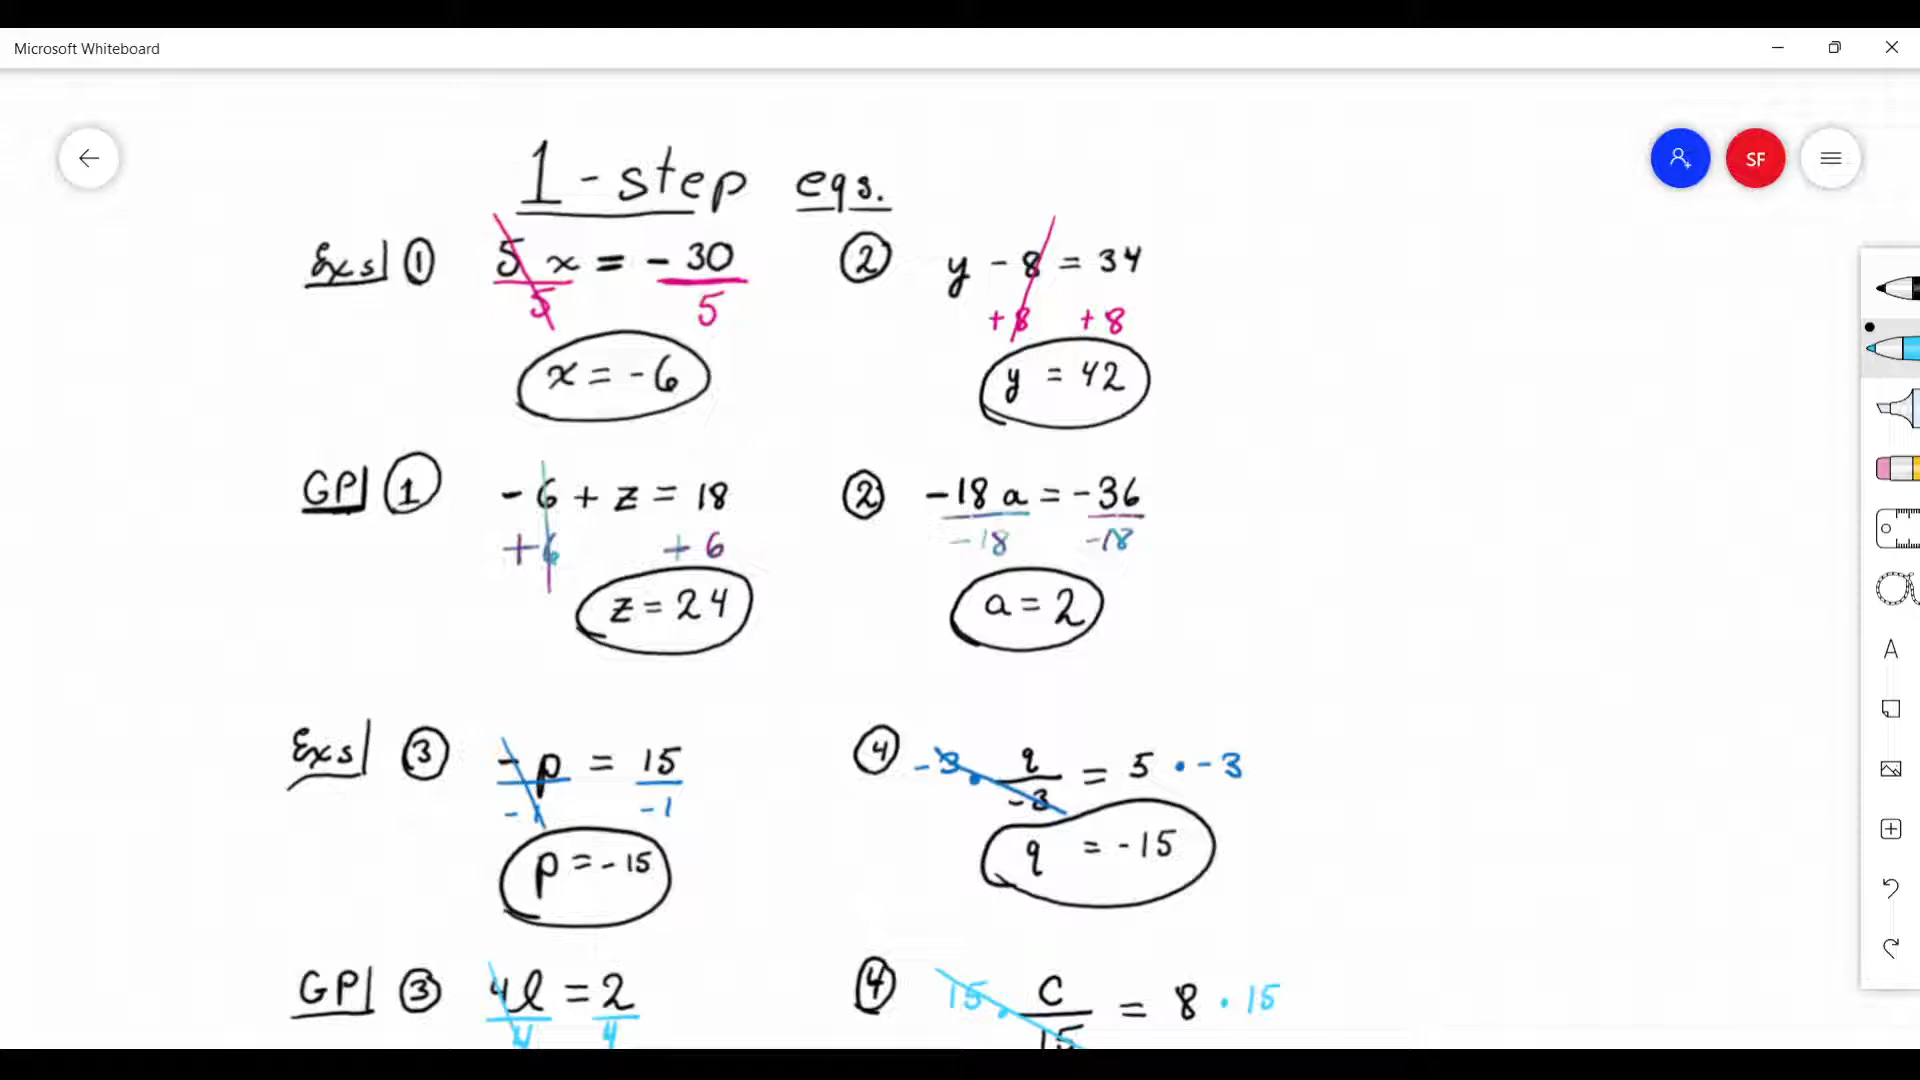 Microsoft Whiteboard
SF
1-step eqs.
Exs ① 5x = -30 ② y - 8 = 34
5 5 +8 +8
x = -6 y = 42
GP ① -6 + z = 18 ② -18a = -36
+6 +6 -18 -18
z = 24 a = 2
Exs ③ -p = 15 ④ -3 · q/-3 = 5 · -3
-1 -1
p = -15 q = -15
GP ③ 4l = 2 ④ 15 · c/15 = 8 · 15
4 4